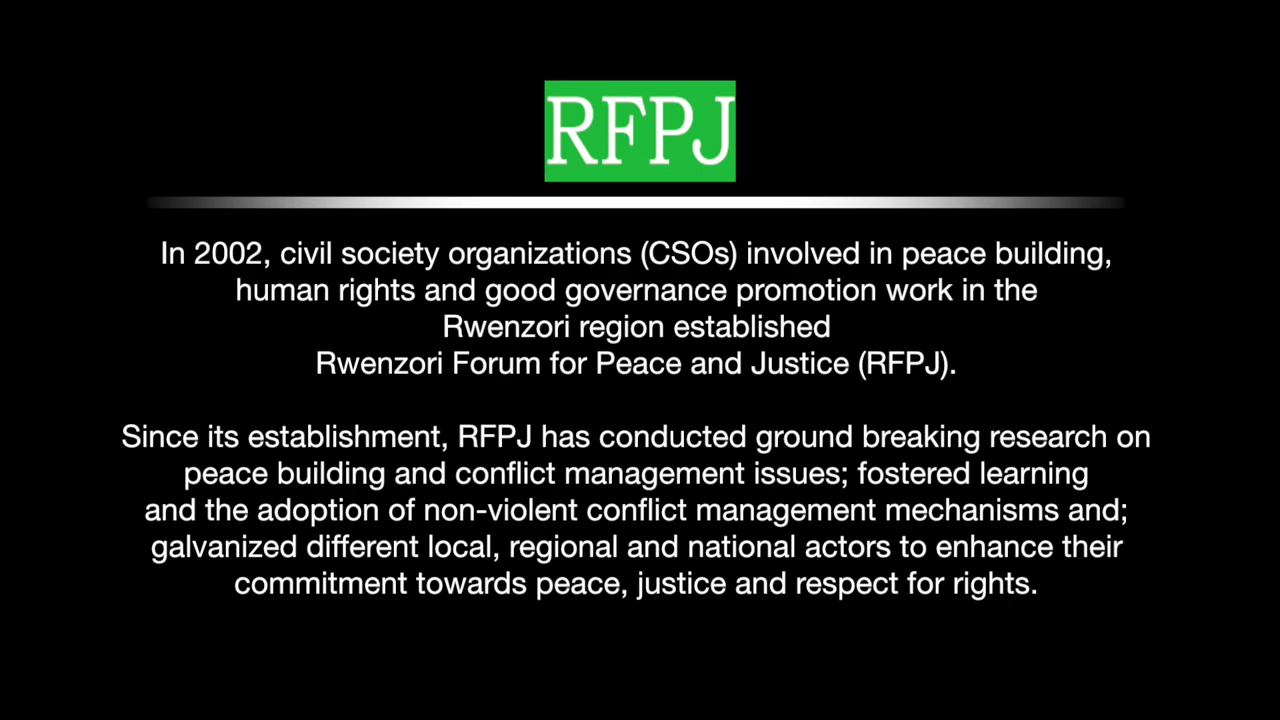 RFPJ
In 2002, civil society organizations (CSOs) involved in peace building,
human rights and good governance promotion work in the
Rwenzori region established
Rwenzori Forum for Peace and Justice (RFPJ).
Since its establishment, RFPJ has conducted ground breaking research on
peace building and conflict management issues; fostered learning
and the adoption of non-violent conflict management mechanisms and;
galvanized different local, regional and national actors to enhance their
commitment towards peace, justice and respect for rights.